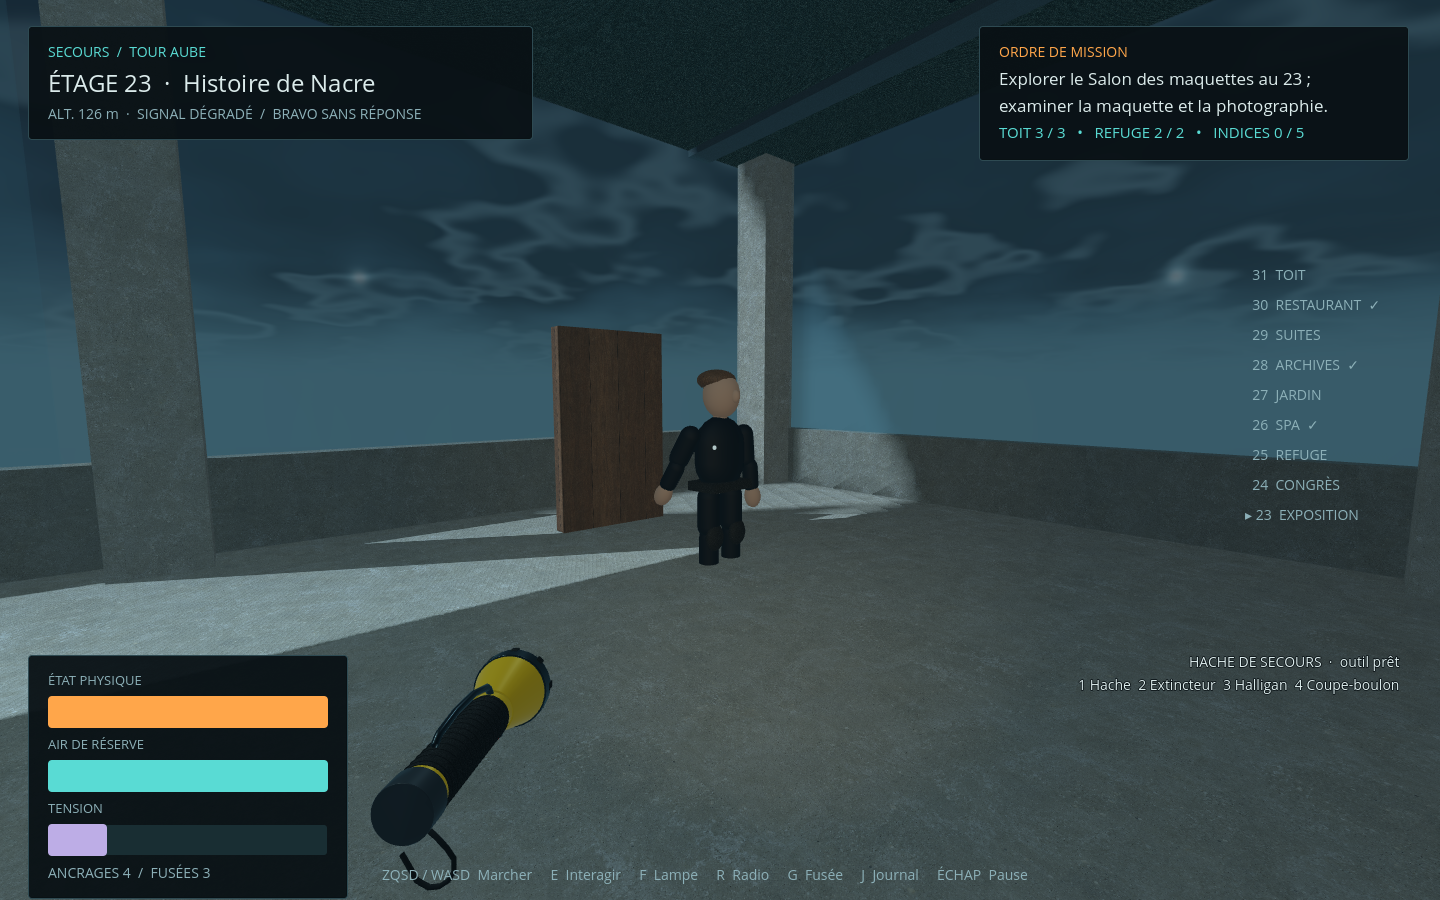 SECOURS / TOUR AUBE
ÉTAGE 23 · Histoire de Nacre
ALT. 126 m · SIGNAL DÉGRADÉ / BRAVO SANS RÉPONSE
ORDRE DE MISSION
Explorer le Salon des maquettes au 23 ;
examiner la maquette et la photographie.
TOIT 3 / 3 • REFUGE 2 / 2 • INDICES 0 / 5
31 TOIT
30 RESTAURANT ✓
29 SUITES
28 ARCHIVES ✓
27 JARDIN
26 SPA ✓
25 REFUGE
24 CONGRÈS
▸ 23 EXPOSITION
HACHE DE SECOURS · outil prêt
1 Hache 2 Extincteur 3 Halligan 4 Coupe-boulon
ÉTAT PHYSIQUE
AIR DE RÉSERVE
TENSION
ANCRAGES 4 / FUSÉES 3
ZQSD / WASD Marcher E Interagir F Lampe R Radio G Fusée J Journal ÉCHAP Pause